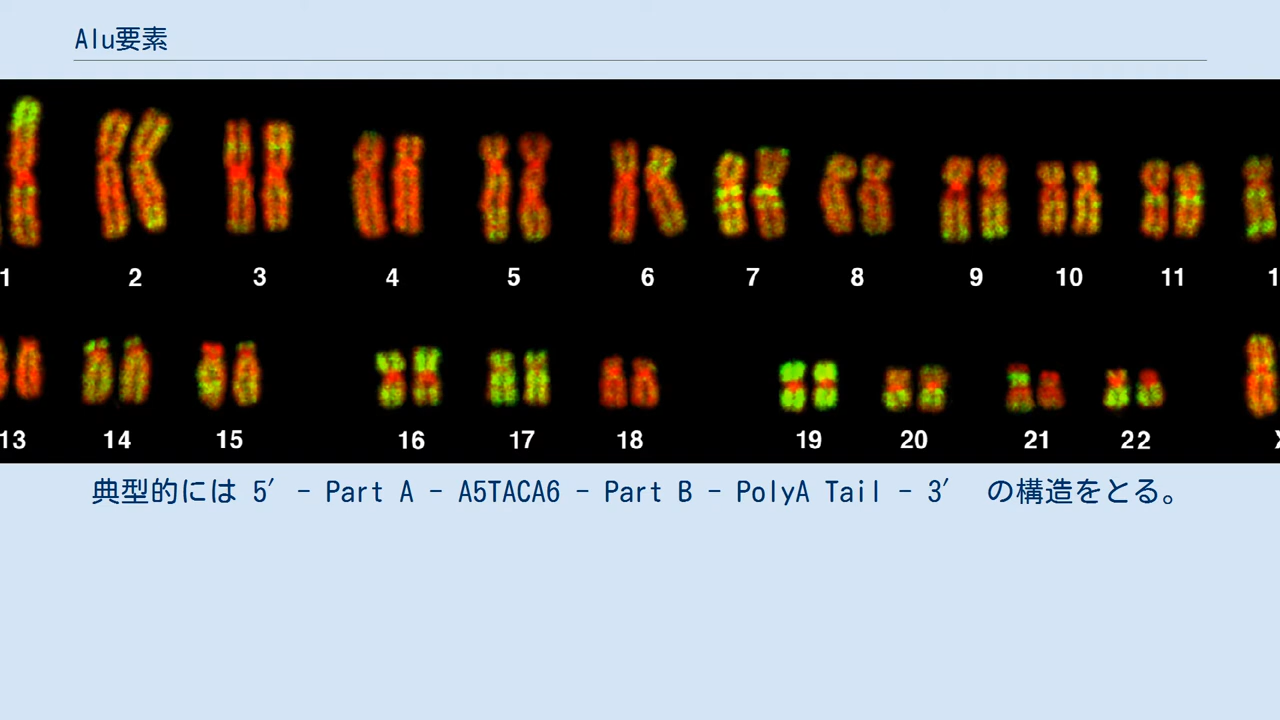 Alu要素
1 2 3 4 5 6 7 8 9 10 11 1
13 14 15 16 17 18 19 20 21 22
典型的には 5′ - Part A - A5TACA6 - Part B - PolyA Tail - 3′ の構造をとる。